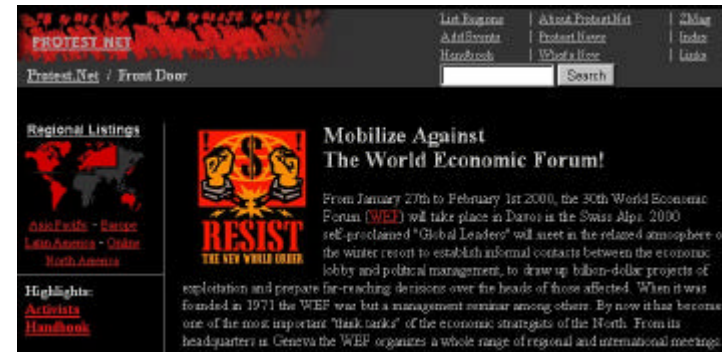 PROTEST NET
List Regions | About Protest.Net | ZMag
Add Events | Protest News | Index
Handbook | What's New | Links
Search
Protest.Net / Front Door
Regional Listings
Asia Pacific - Europe
Latin America - Online
North America
Highlights:
Activists
Handbook
$
RESIST
THE NEW WORLD ORDER
Mobilize Against
The World Economic Forum!
From January 27th to February 1st 2000, the 30th World Economic
Forum (WEF) will take place in Davos in the Swiss Alps. 2000
self-proclaimed "Global Leaders" will meet in the relaxed atmosphere o
the winter resort to establish informal contacts between the economic
lobby and political management, to draw up billion-dollar projects of
exploitation and prepare far-reaching decisions over the heads of those affected. When it was
founded in 1971 the WEF was but a management seminar among others. By now it has become
one of the most important "think tanks" of the economic strategists of the North. From its
headquarters in Geneva the WEF organizes a whole range of regional and international meetings